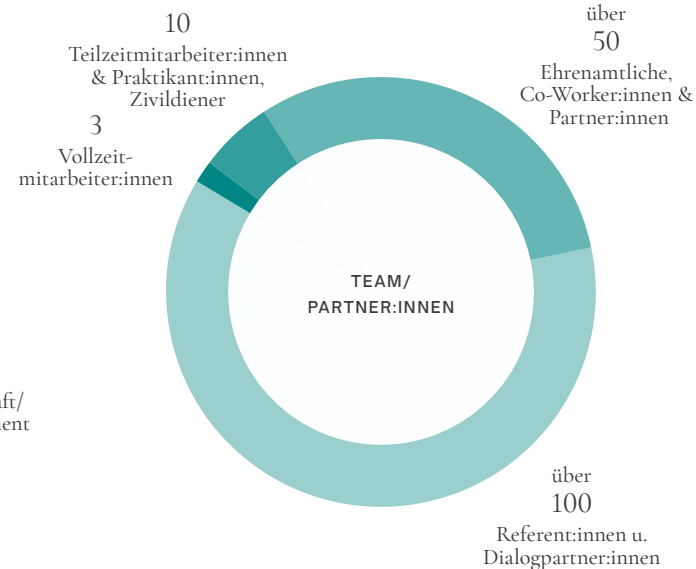 10
Teilzeitmitarbeiter:innen
& Praktikant:innen,
Zivildiener
3
Vollzeit-
mitarbeiter:innen
über
50
Ehrenamtliche,
Co-Worker:innen &
Partner:innen
TEAM/
PARTNER:INNEN
über
100
Referent:innen u.
Dialogpartner:innen